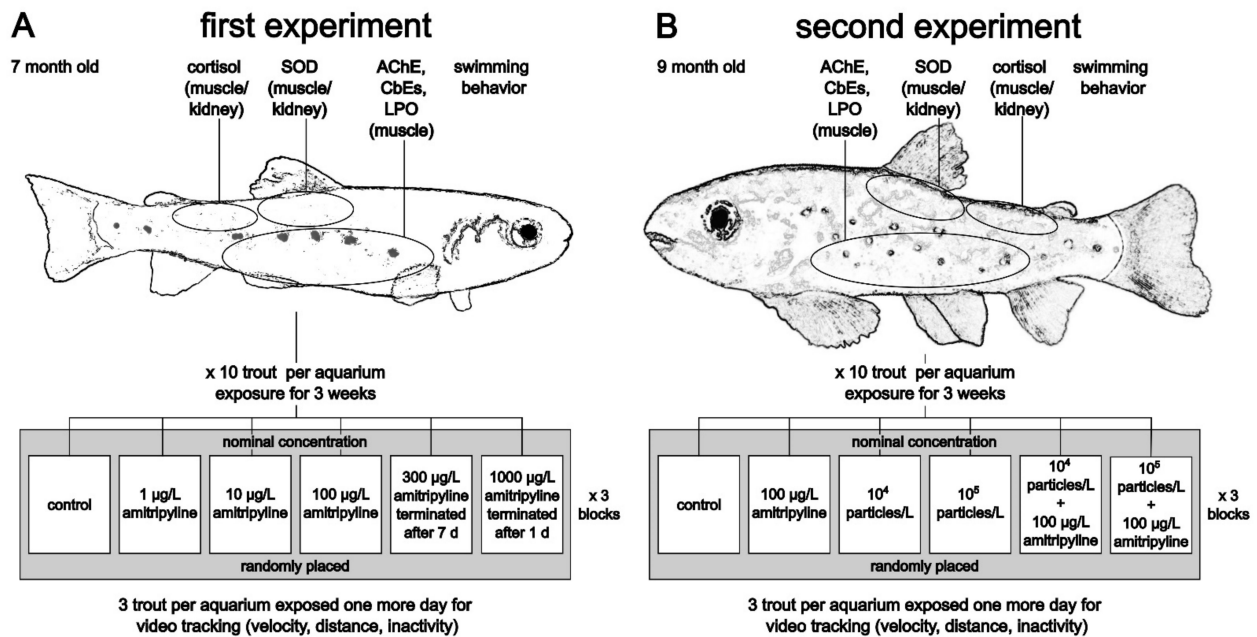 A
first experiment
7 month old
cortisol
(muscle/
kidney)
SOD
(muscle/
kidney)
AChE,
CbEs,
LPO
(muscle)
swimming
behavior
x 10 trout per aquarium
exposure for 3 weeks
nominal concentration
control
1 µg/L
amitripyline
10 µg/L
amitripyline
100 µg/L
amitripyline
300 µg/L
amitripyline
terminated
after 7 d
1000 µg/L
amitripyline
terminated
after 1 d
x 3
blocks
randomly placed
3 trout per aquarium exposed one more day for
video tracking (velocity, distance, inactivity)
B
second experiment
9 month old
AChE,
CbEs,
LPO
(muscle)
SOD
(muscle/
kidney)
cortisol
(muscle/
kidney)
swimming
behavior
x 10 trout per aquarium
exposure for 3 weeks
nominal concentration
control
100 µg/L
amitripyline
10⁴
particles/L
10⁵
particles/L
10⁴
particles/L
+
100 µg/L
amitripyline
10⁵
particles/L
+
100 µg/L
amitripyline
x 3
blocks
randomly placed
3 trout per aquarium exposed one more day for
video tracking (velocity, distance, inactivity)